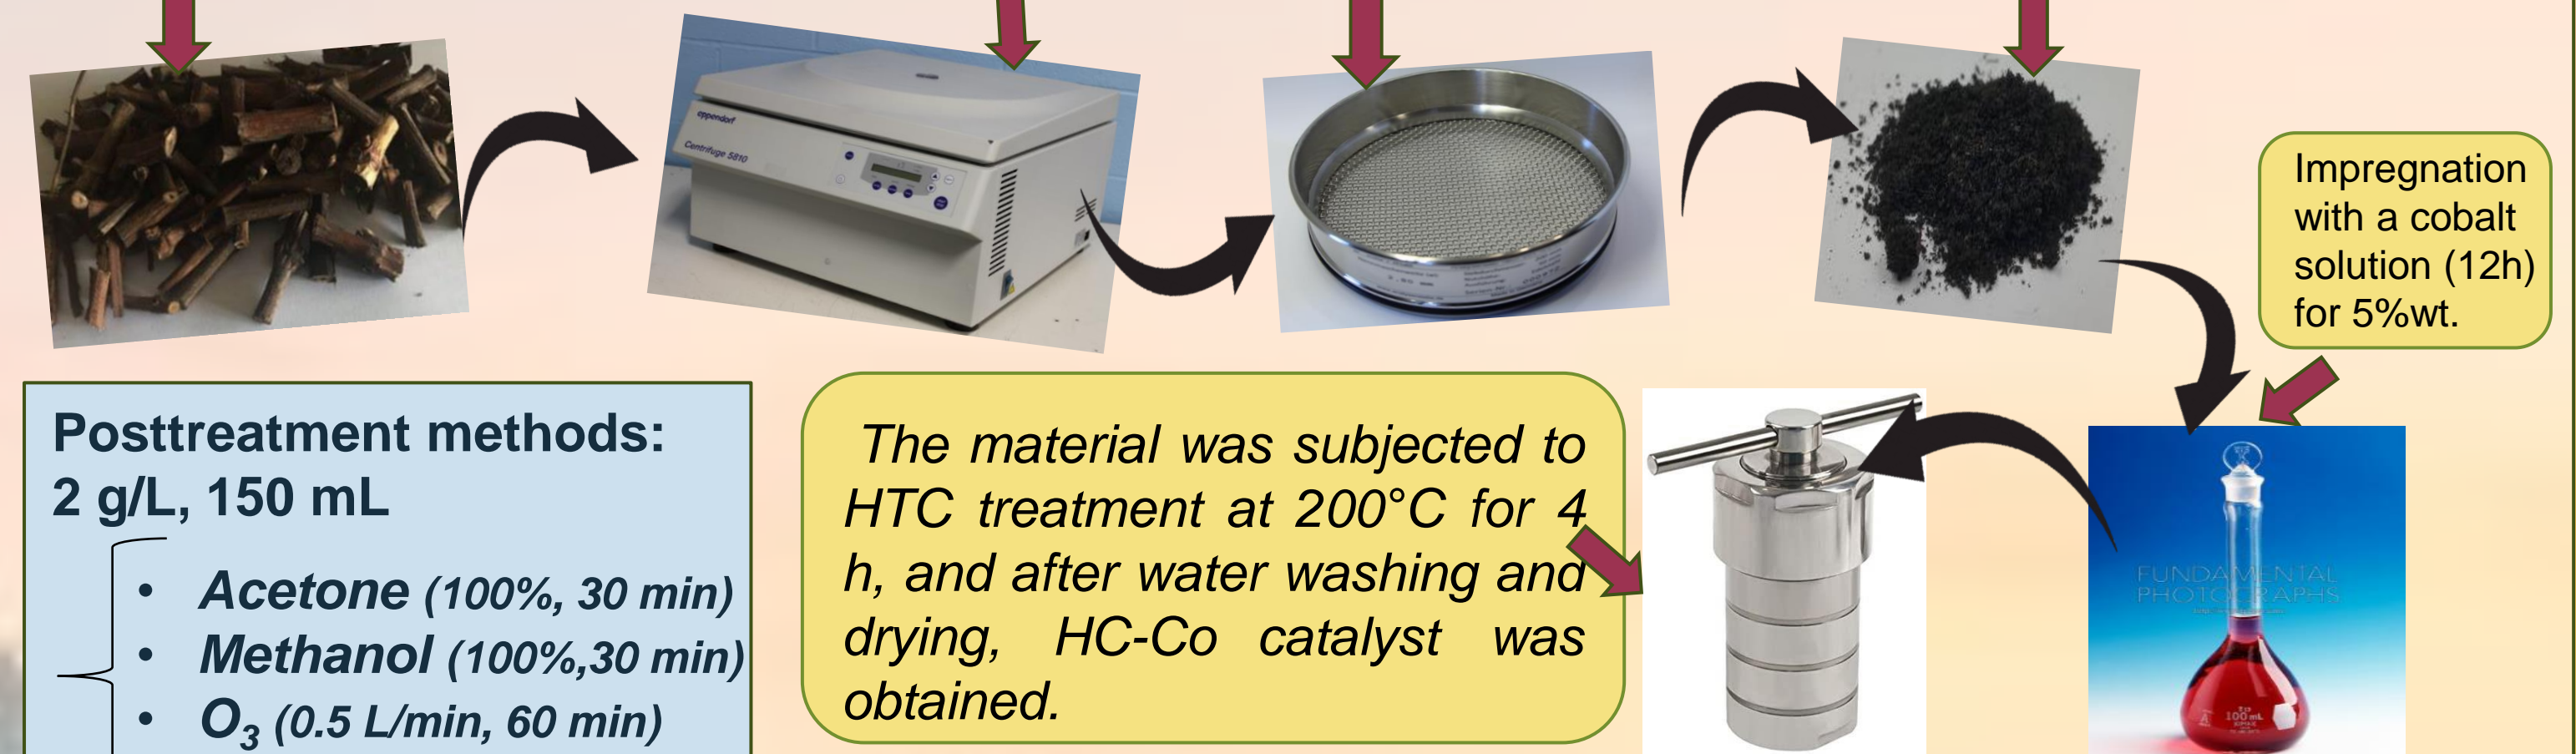 eppendorf
Centrifuge 5810
Impregnation
with a cobalt
solution (12h)
for 5%wt.
Posttreatment methods:
2 g/L, 150 mL
• Acetone (100%, 30 min)
• Methanol (100%,30 min)
• O₃ (0.5 L/min, 60 min)
The material was subjected to
HTC treatment at 200°C for 4
h, and after water washing and
drying, HC-Co catalyst was
obtained.
FUNDAMENTAL
PHOTOGRAPHS
A
100 mL